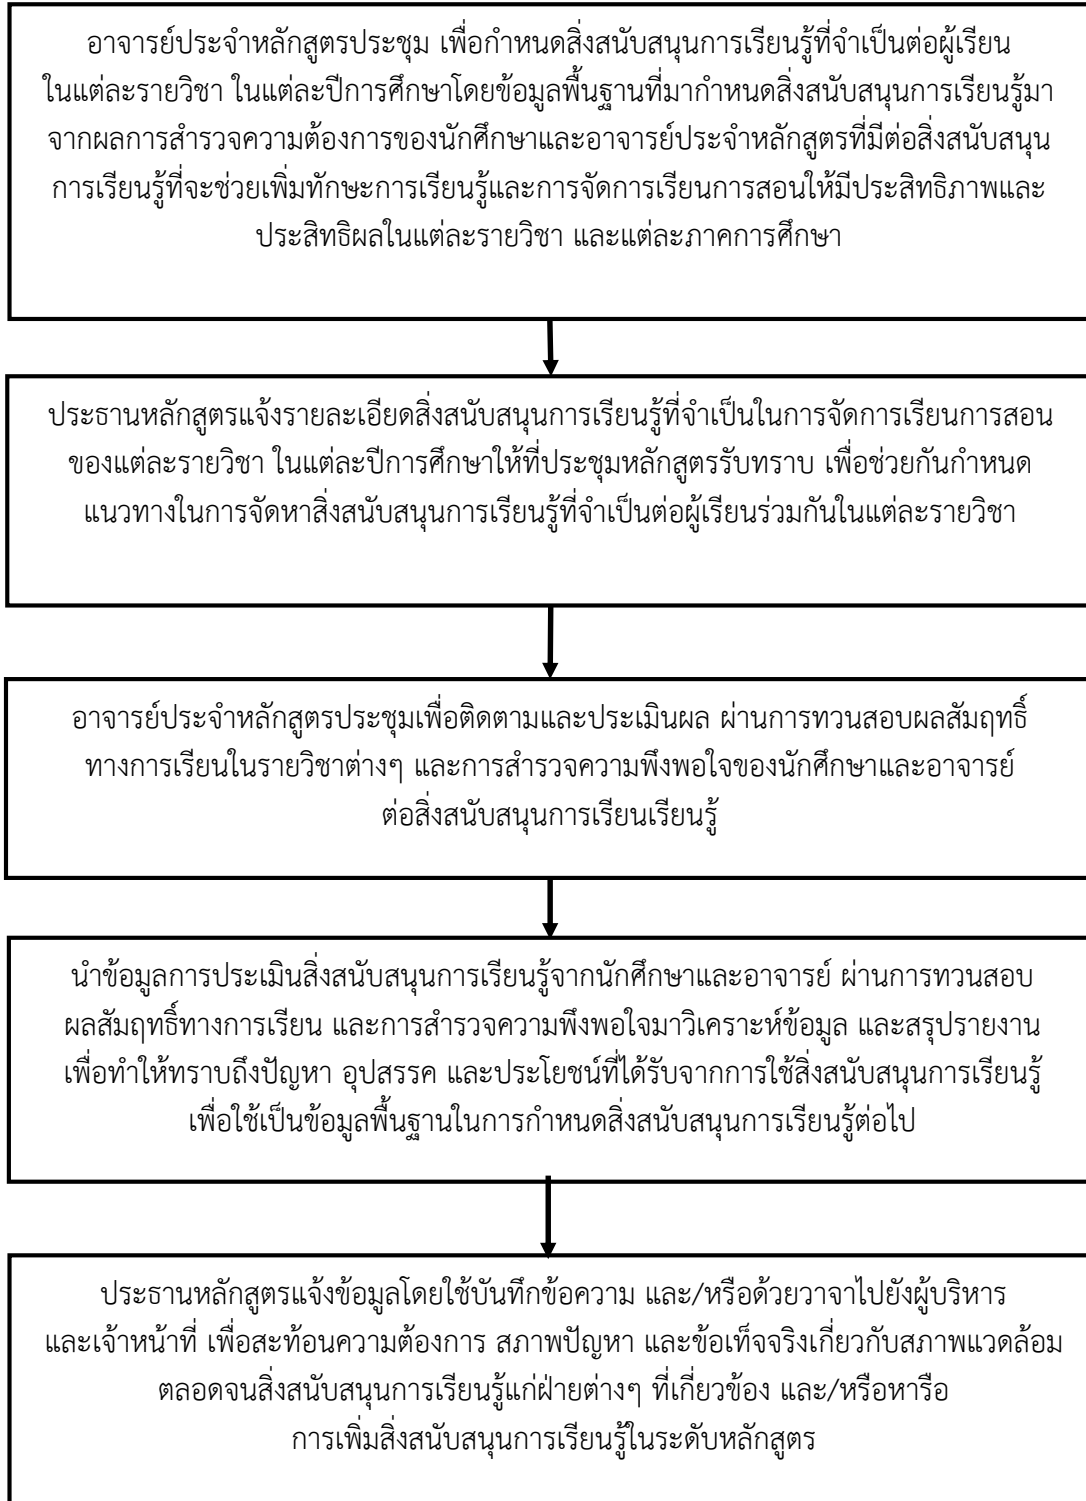 อาจารย์ประจำหลักสูตรประชุม เพื่อกำหนดสิ่งสนับสนุนการเรียนรู้ที่จำเป็นต่อผู้เรียน
ในแต่ละรายวิชา ในแต่ละปีการศึกษาโดยข้อมูลพื้นฐานที่มากำหนดสิ่งสนับสนุนการเรียนรู้มา
จากผลการสำรวจความต้องการของนักศึกษาและอาจารย์ประจำหลักสูตรที่มีต่อสิ่งสนับสนุน
การเรียนรู้ที่จะช่วยเพิ่มทักษะการเรียนรู้และการจัดการเรียนการสอนให้มีประสิทธิภาพและ
ประสิทธิผลในแต่ละรายวิชา และแต่ละภาคการศึกษา
ประธานหลักสูตรแจ้งรายละเอียดสิ่งสนับสนุนการเรียนรู้ที่จำเป็นในการจัดการเรียนการสอน
ของแต่ละรายวิชา ในแต่ละปีการศึกษาให้ที่ประชุมหลักสูตรรับทราบ เพื่อช่วยกันกำหนด
แนวทางในการจัดหาสิ่งสนับสนุนการเรียนรู้ที่จำเป็นต่อผู้เรียนร่วมกันในแต่ละรายวิชา
อาจารย์ประจำหลักสูตรประชุมเพื่อติดตามและประเมินผล ผ่านการทวนสอบผลสัมฤทธิ์
ทางการเรียนในรายวิชาต่างๆ และการสำรวจความพึงพอใจของนักศึกษาและอาจารย์
ต่อสิ่งสนับสนุนการเรียนเรียนรู้
นำข้อมูลการประเมินสิ่งสนับสนุนการเรียนรู้จากนักศึกษาและอาจารย์ ผ่านการทวนสอบ
ผลสัมฤทธิ์ทางการเรียน และการสำรวจความพึงพอใจมาวิเคราะห์ข้อมูล และสรุปรายงาน
เพื่อทำให้ทราบถึงปัญหา อุปสรรค และประโยชน์ที่ได้รับจากการใช้สิ่งสนับสนุนการเรียนรู้
เพื่อใช้เป็นข้อมูลพื้นฐานในการกำหนดสิ่งสนับสนุนการเรียนรู้ต่อไป
ประธานหลักสูตรแจ้งข้อมูลโดยใช้บันทึกข้อความ และ/หรือด้วยวาจาไปยังผู้บริหาร
และเจ้าหน้าที่ เพื่อสะท้อนความต้องการ สภาพปัญหา และข้อเท็จจริงเกี่ยวกับสภาพแวดล้อม
ตลอดจนสิ่งสนับสนุนการเรียนรู้แก่ฝ่ายต่างๆ ที่เกี่ยวข้อง และ/หรือหารือ
การเพิ่มสิ่งสนับสนุนการเรียนรู้ในระดับหลักสูตร